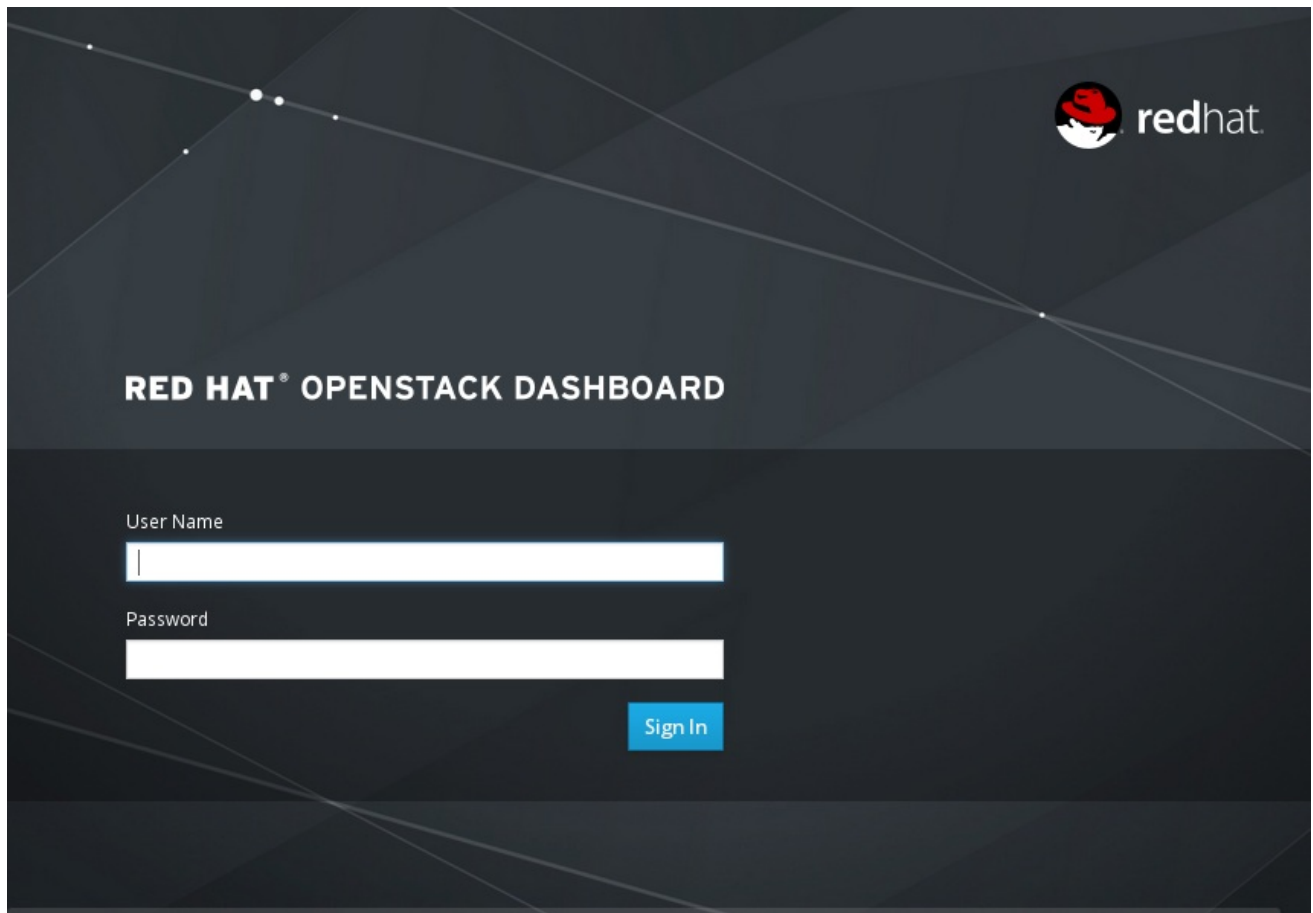 redhat.
RED HAT® OPENSTACK DASHBOARD
User Name
Password
Sign In